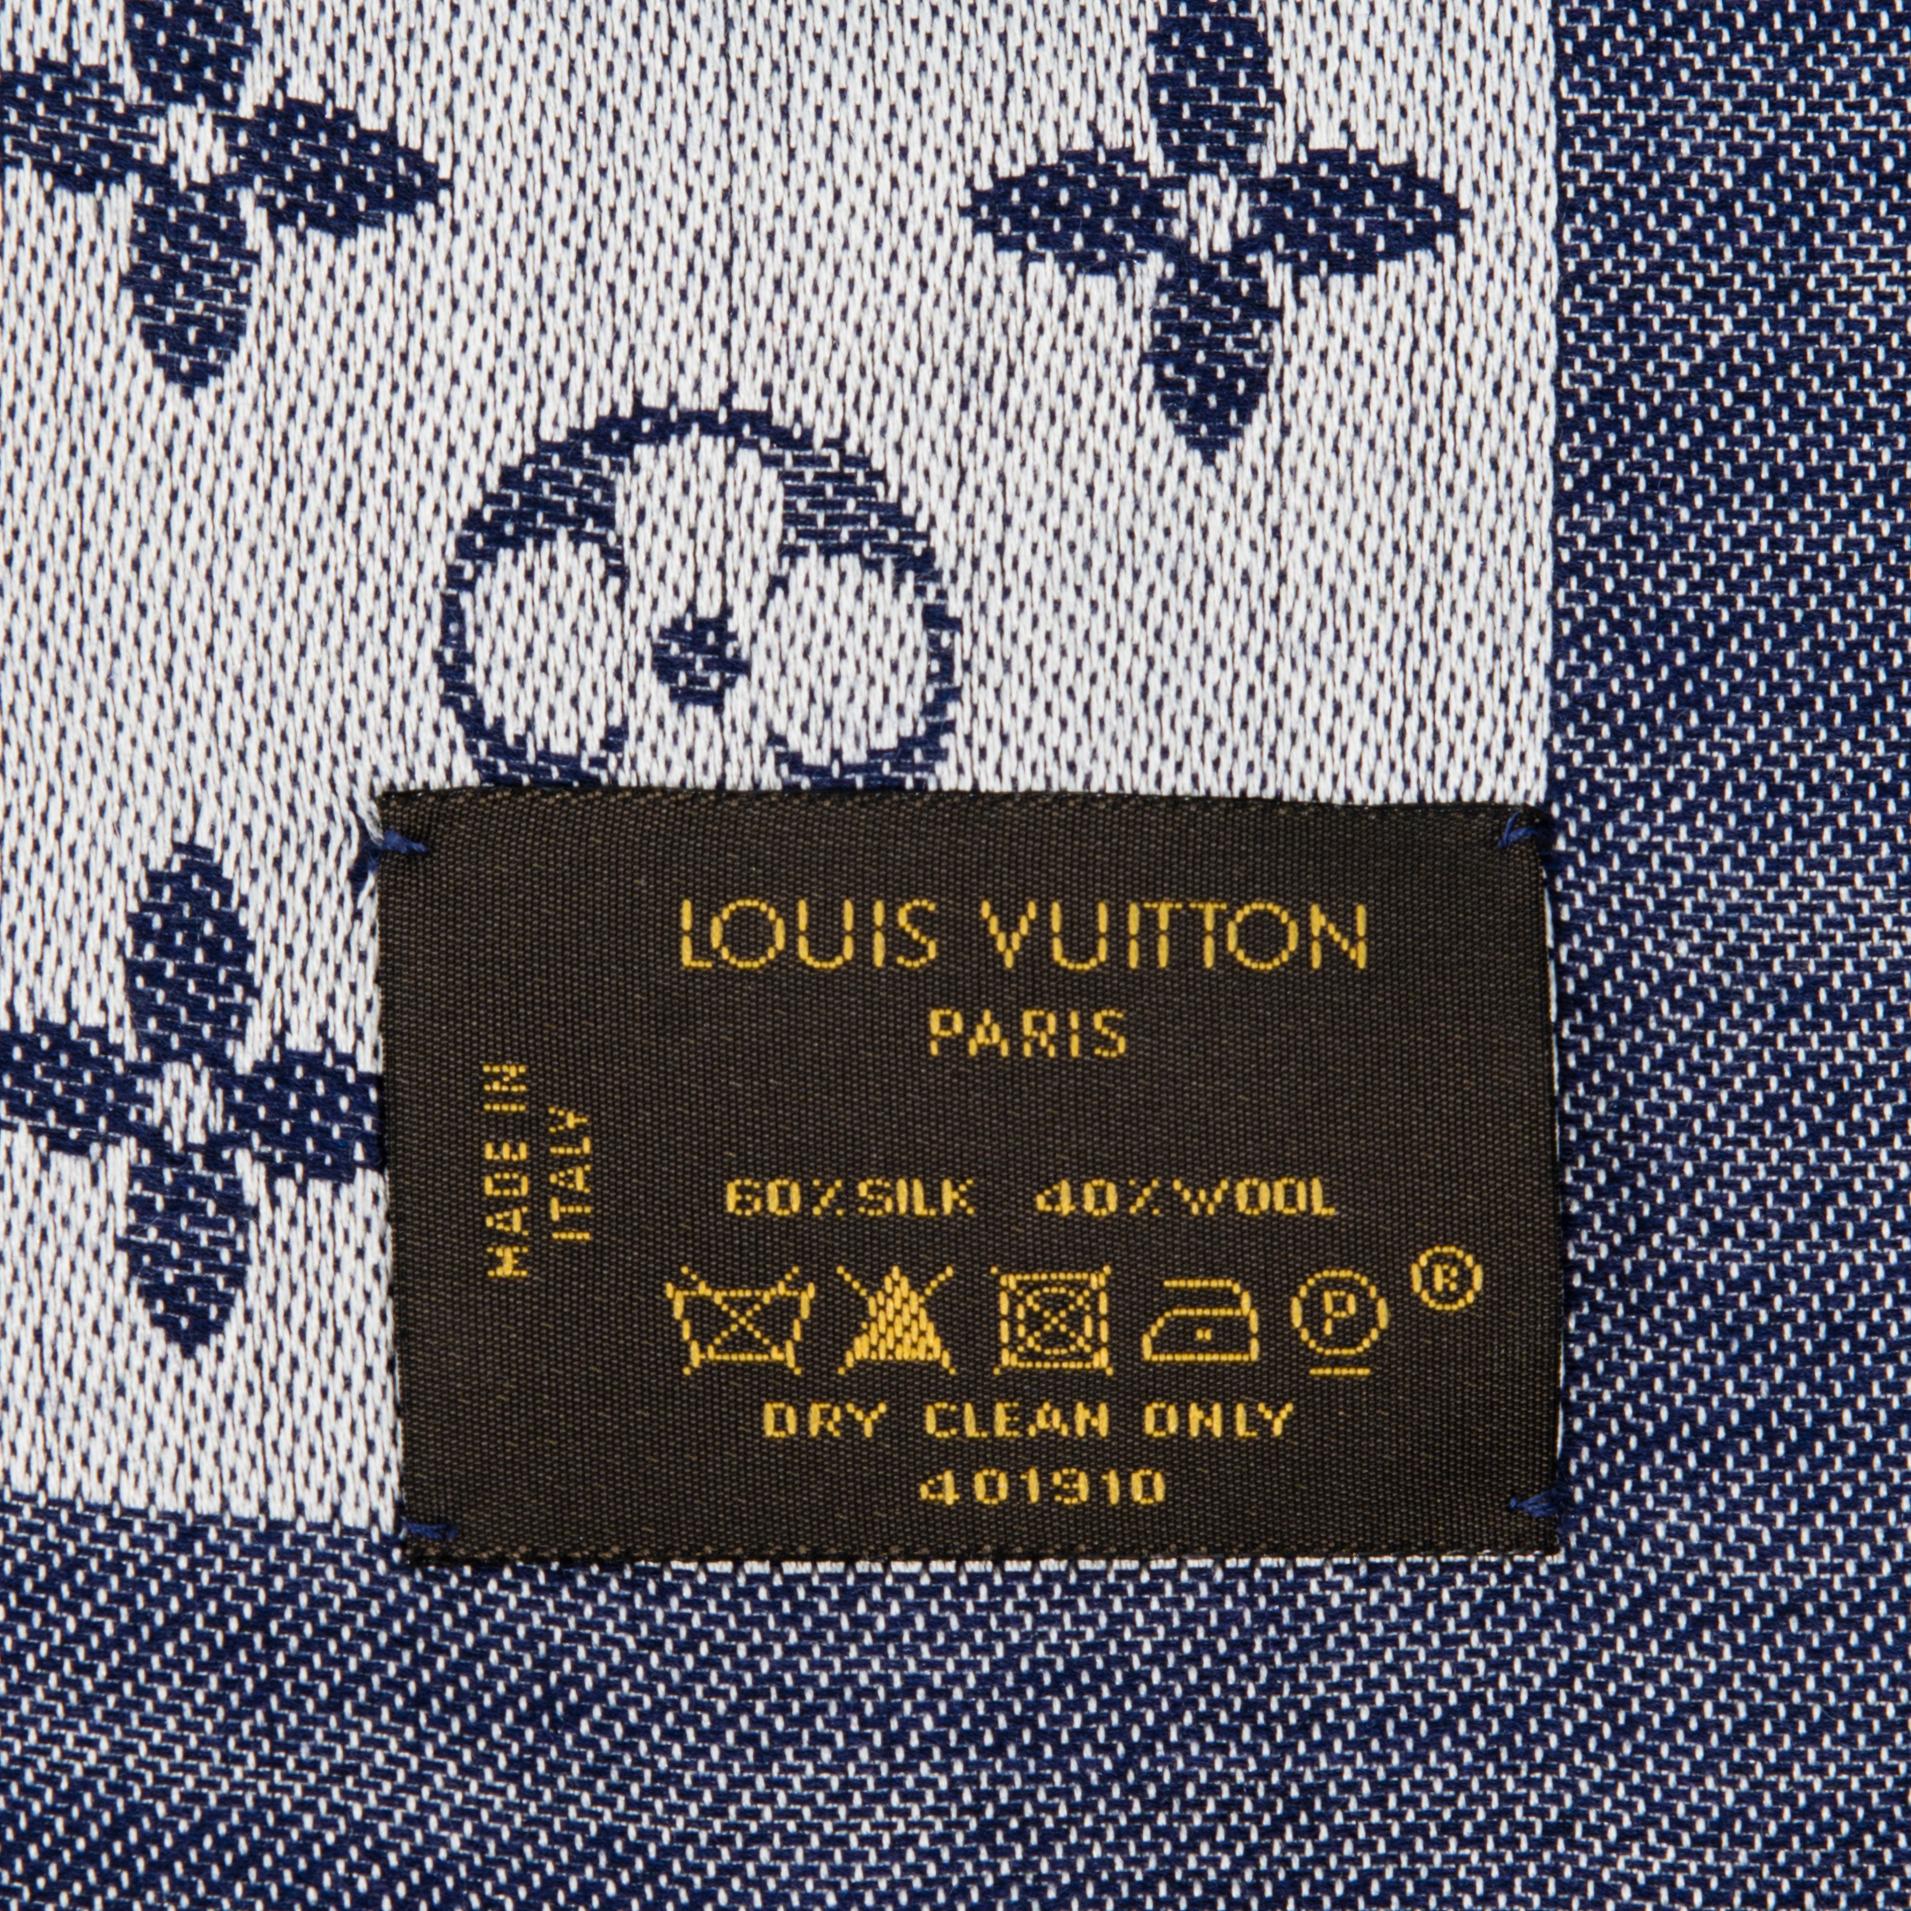 LOUIS VUITTON
PARIS
MADE IN
ITALY
60%SILK 40%WOOL
P
®
DRY CLEAN ONLY
401910